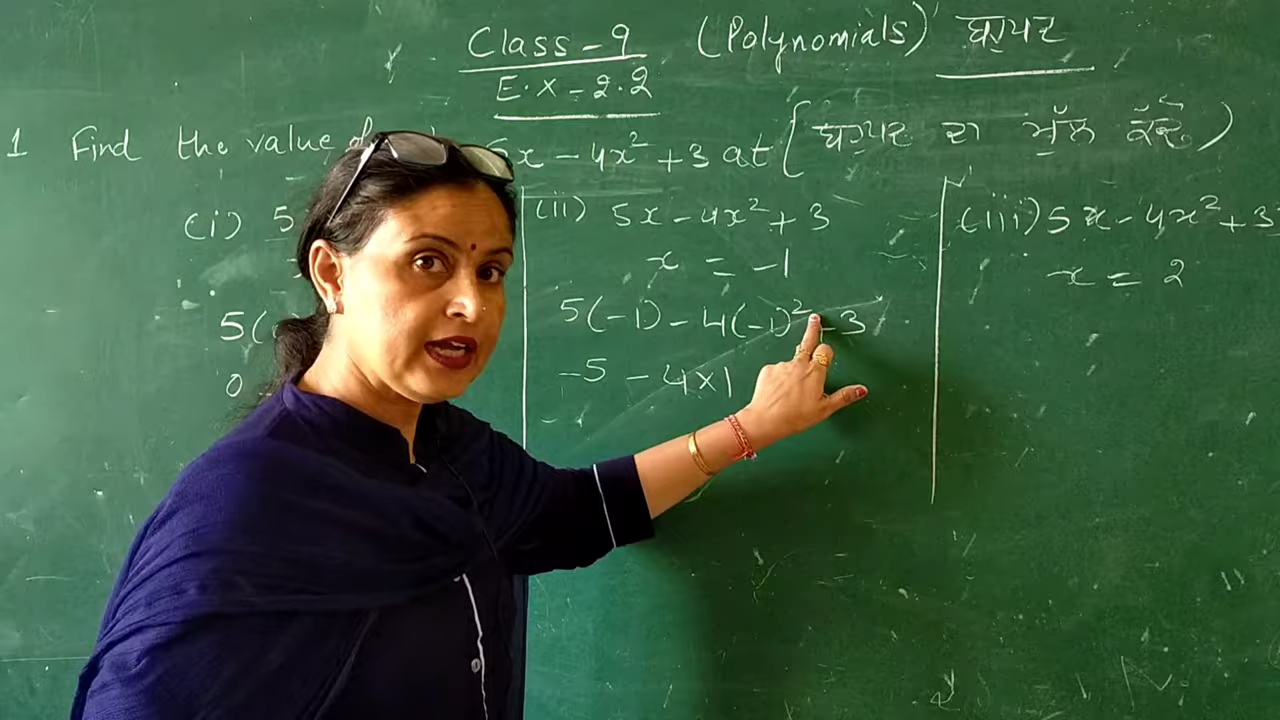 Class-9 (Polynomials) ਬਹੁਪਦ
E.X-2.2
1 Find the value of 5x - 4x² + 3 at (ਬਹੁਪਦ ਦਾ ਮੁੱਲ ਕੱਢੋ)
(i) 5
(ii) 5x - 4x² + 3
(iii) 5x - 4x² + 3
x = -1
x = 2
5(
5(-1) - 4(-1)² + 3
0
-5 - 4×1